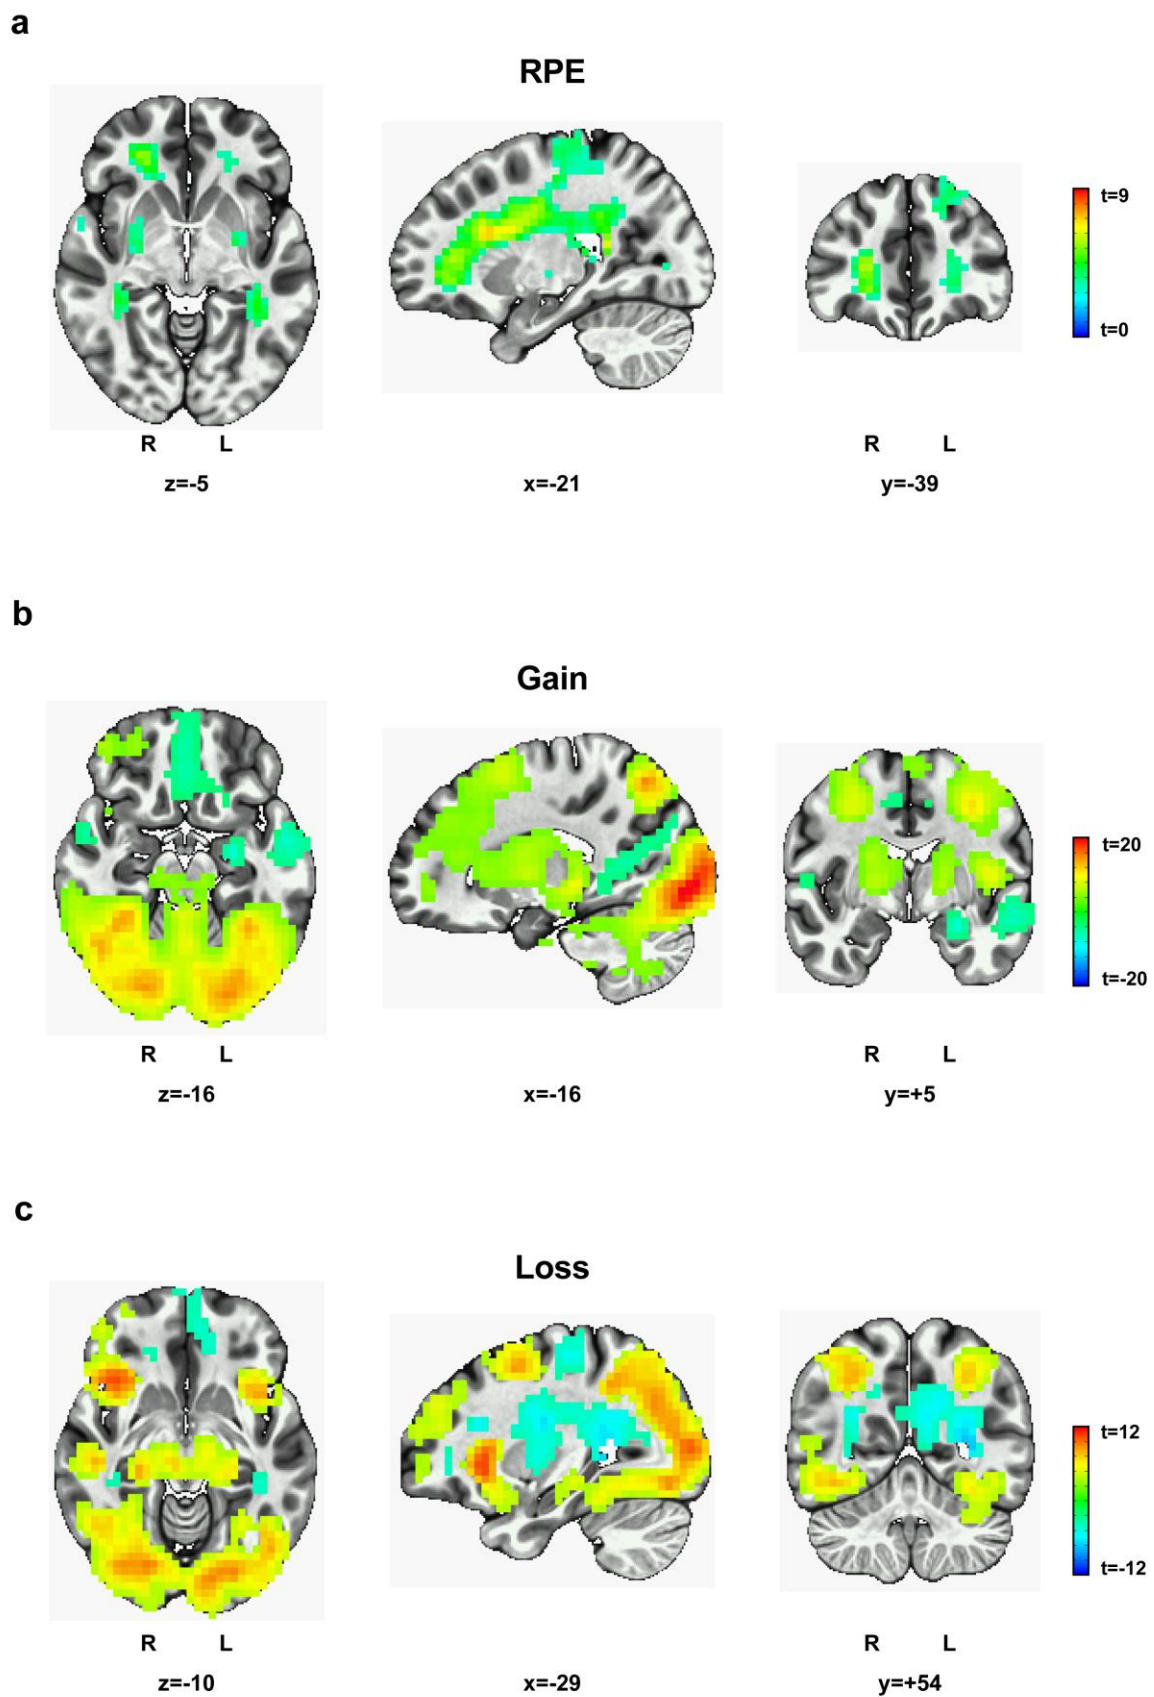 a
RPE
t=9
t=0
R L
R L
z=-5
x=-21
y=-39
b
Gain
t=20
t=-20
R L
R L
z=-16
x=-16
y=+5
c
Loss
t=12
t=-12
R L
R L
z=-10
x=-29
y=+54